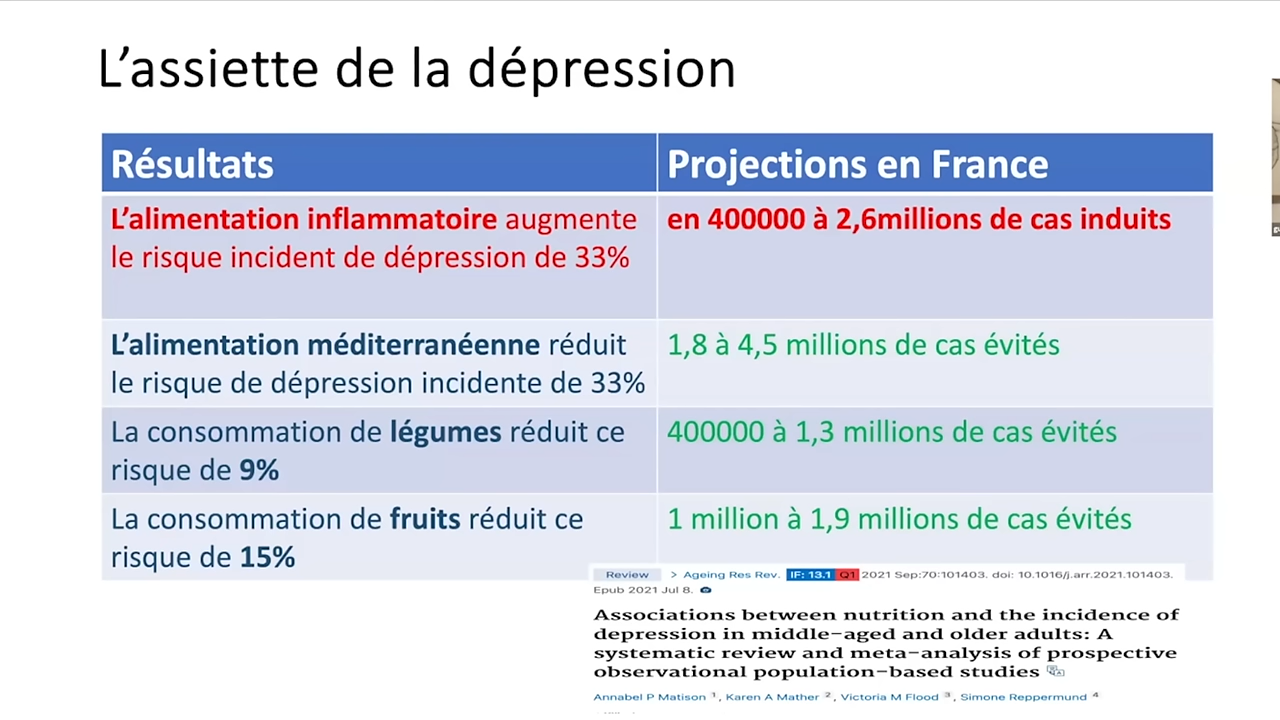 L'assiette de la dépression
Résultats
Projections en France
L'alimentation inflammatoire augmente
le risque incident de dépression de 33%
en 400000 à 2,6millions de cas induits
L'alimentation méditerranéenne réduit
le risque de dépression incidente de 33%
1,8 à 4,5 millions de cas évités
La consommation de légumes réduit ce
risque de 9%
400000 à 1,3 millions de cas évités
La consommation de fruits réduit ce
risque de 15%
1 million à 1,9 millions de cas évités
Review > Ageing Res Rev. IF: 13.1 Q1 2021 Sep:70:101403. doi: 10.1016/j.arr.2021.101403.
Epub 2021 Jul 8.
Associations between nutrition and the incidence of
depression in middle-aged and older adults: A
systematic review and meta-analysis of prospective
observational population-based studies
Annabel P Matison 1, Karen A Mather 2, Victoria M Flood 3, Simone Reppermund 4